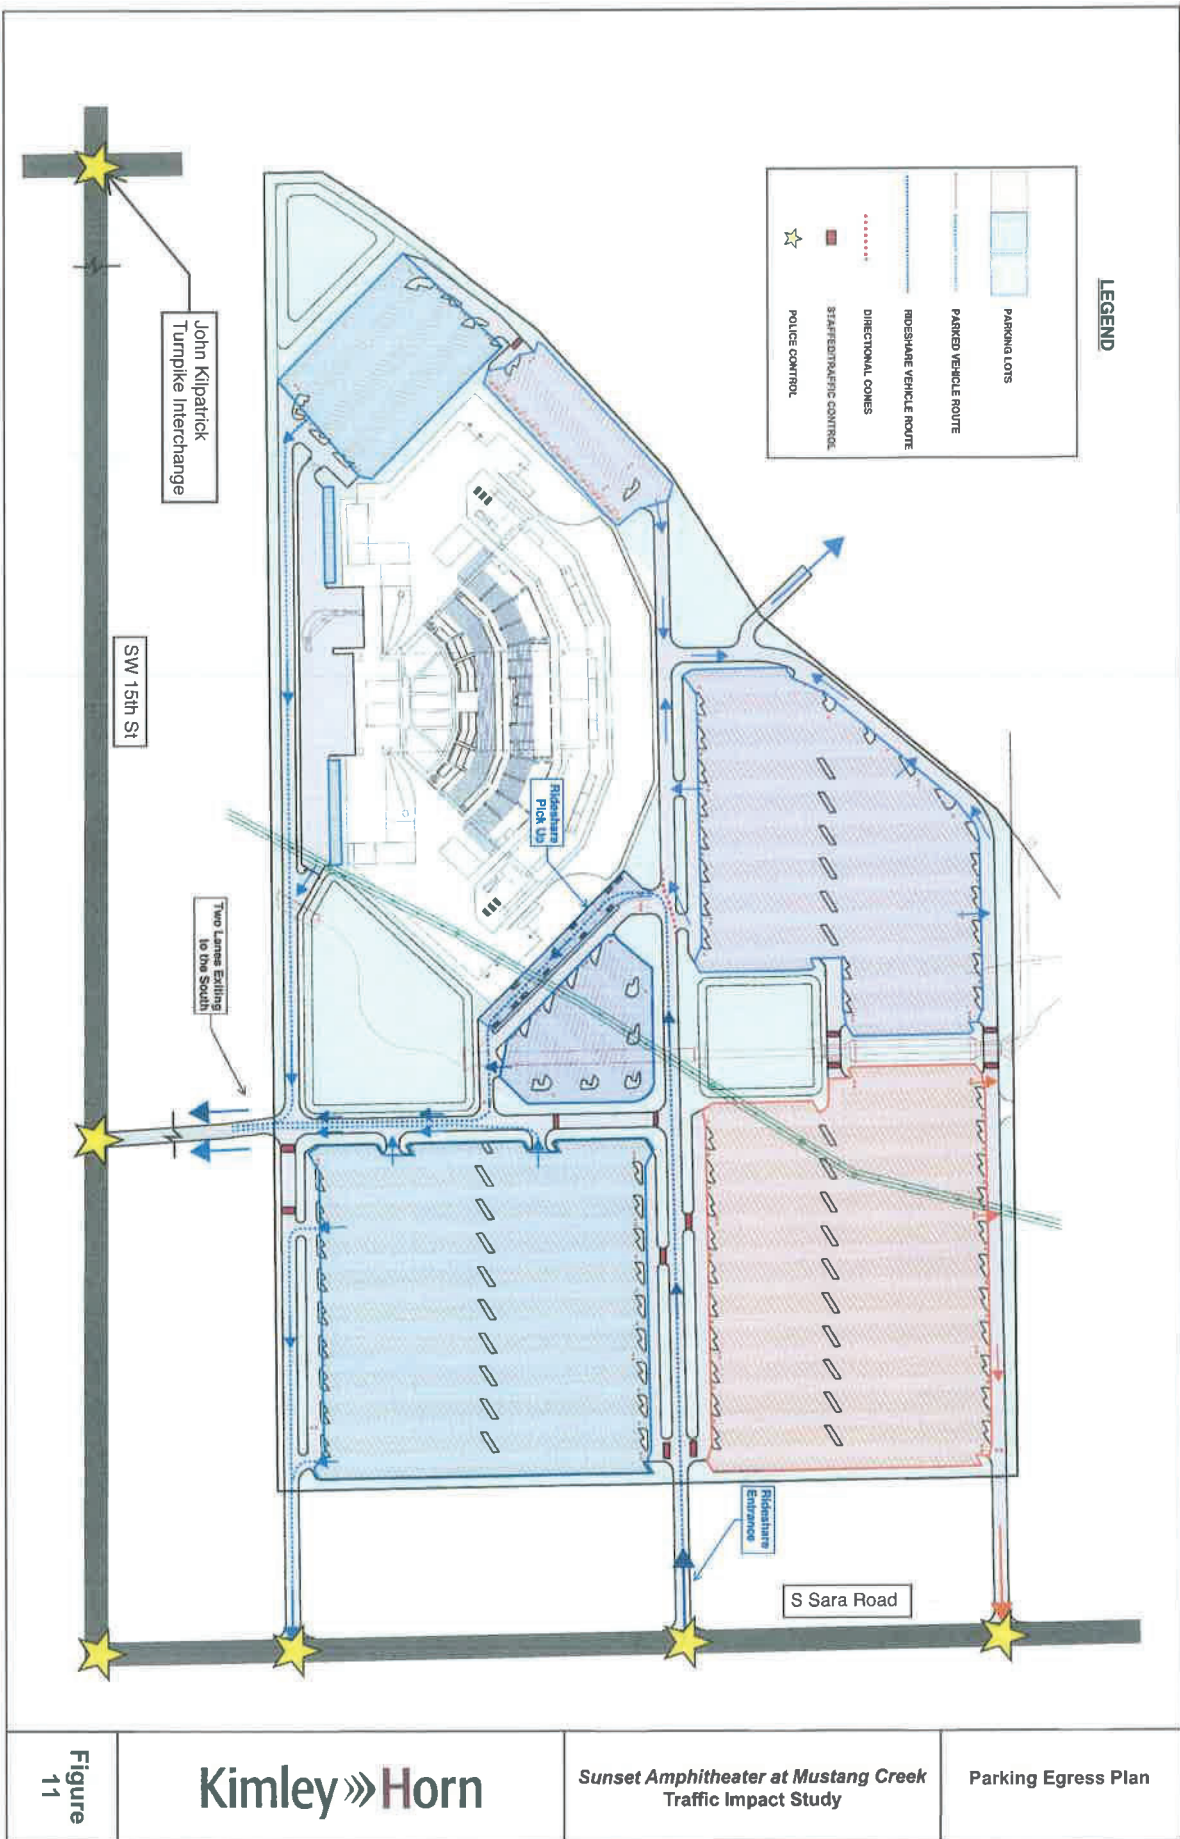 LEGEND
PARKING LOTS
PARKED VEHICLE ROUTE
RIDESHARE VEHICLE ROUTE
DIRECTIONAL CONES
STAFFED/TRAFFIC CONTROL
POLICE CONTROL
John Kilpatrick
Turnpike Interchange
SW 15th St
Rideshare
Pick Up
Two Lanes Exiting
to the South
Rideshare
Entrance
S Sara Road
Figure
11
Kimley Horn
Sunset Amphitheater at Mustang Creek
Traffic Impact Study
Parking Egress Plan